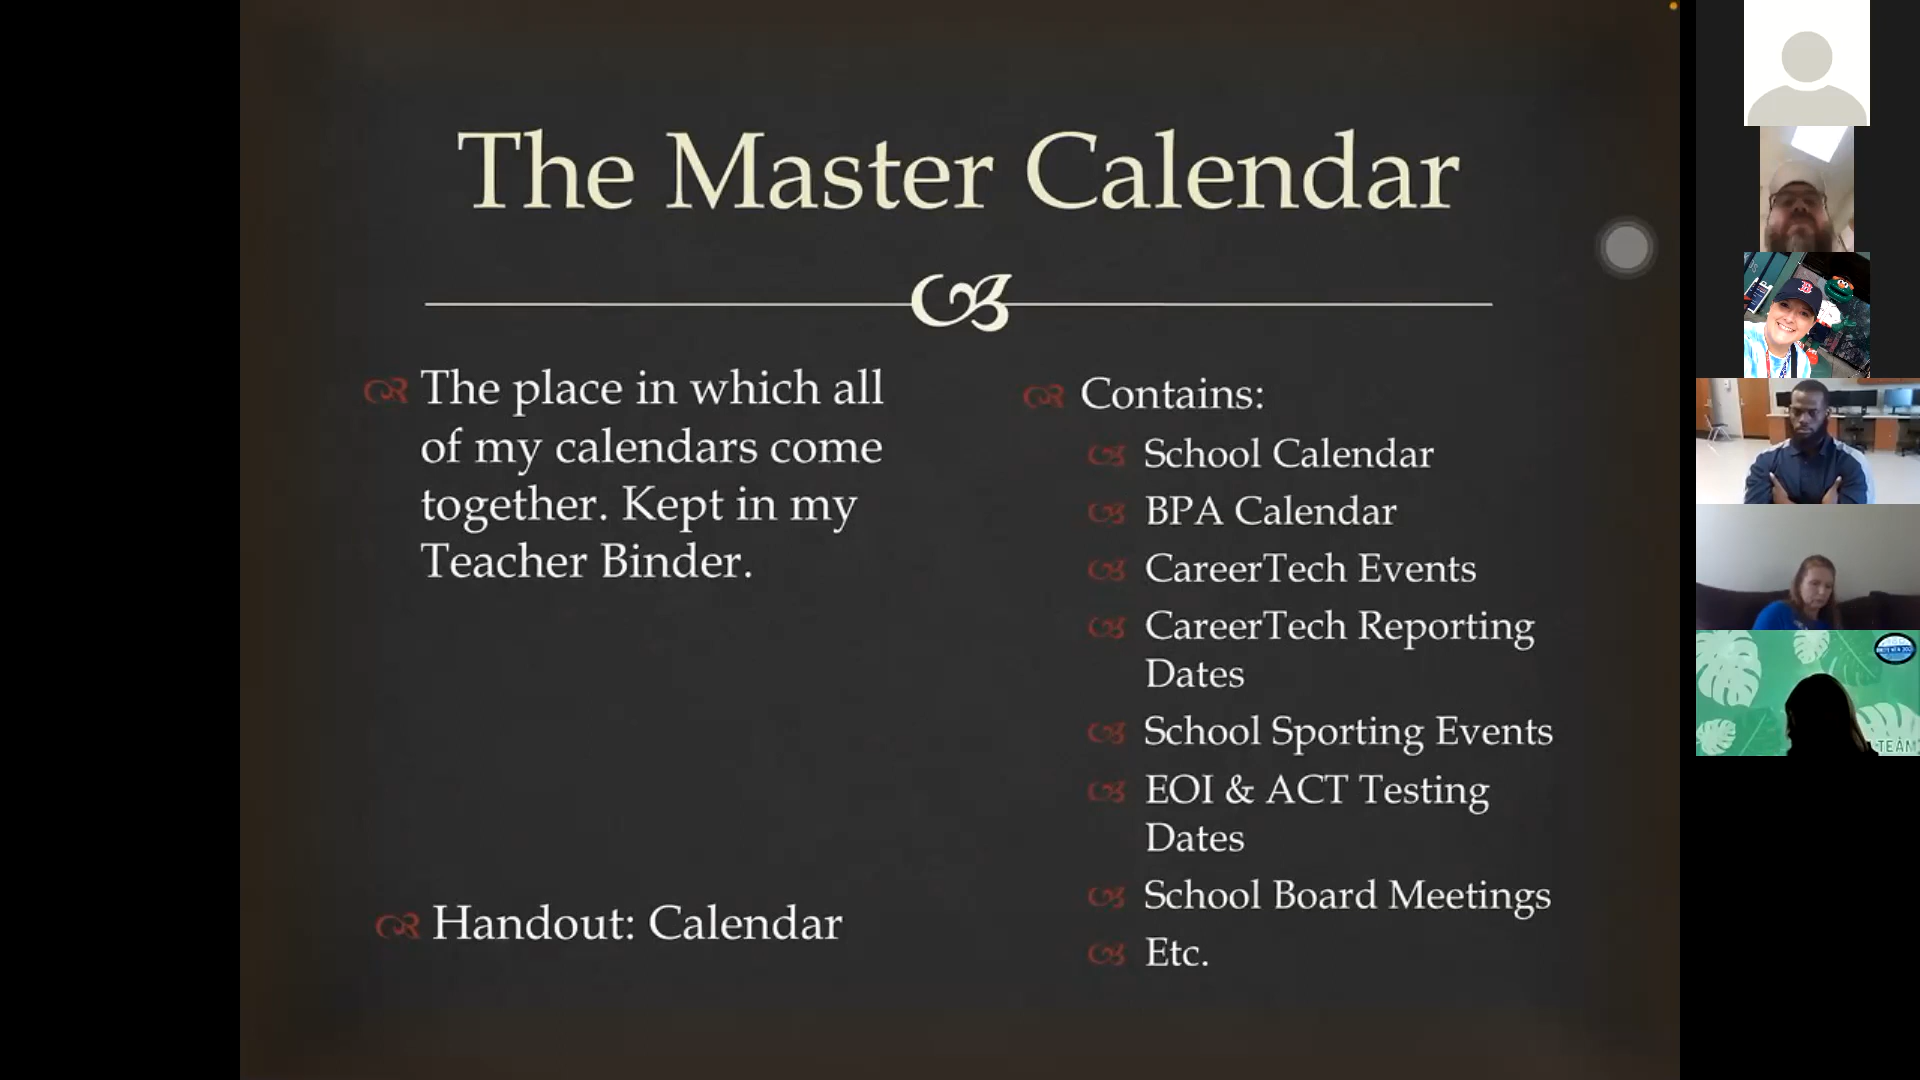 The Master Calendar
The place in which all
of my calendars come
together. Kept in my
Teacher Binder.
Handout: Calendar
Contains:
School Calendar
BPA Calendar
CareerTech Events
CareerTech Reporting
Dates
School Sporting Events
EOI & ACT Testing
Dates
School Board Meetings
Etc.
B
TEAM